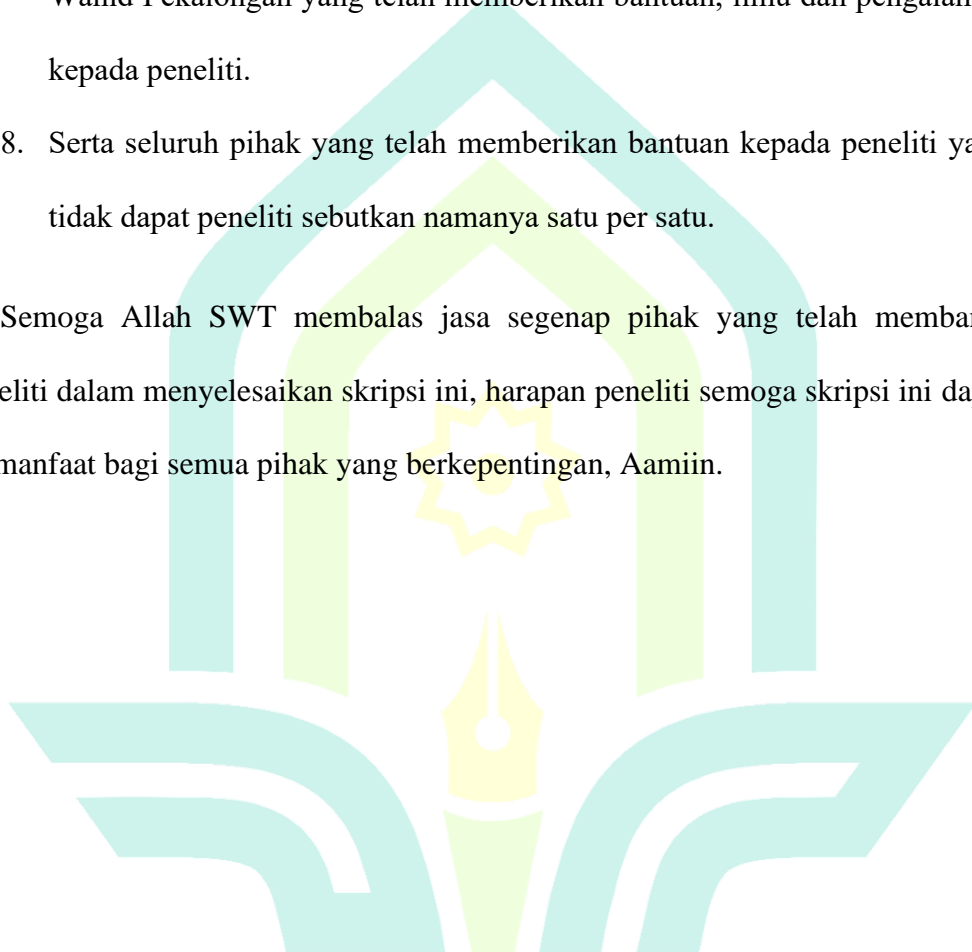 Wahid Pekalongan yang telah memberikan bantuan, ilmu dan
kepada peneliti.
8. Serta seluruh pihak yang telah memberikan bantuan kepada peneliti ya
tidak dapat peneliti sebutkan namanya satu per satu.
Semoga Allah SWT membalas jasa segenap pihak yang telah memban
eliti dalam menyelesaikan skripsi ini, harapan peneliti semoga skripsi ini da
manfaat bagi semua pihak yang berkepentingan, Aamiin.